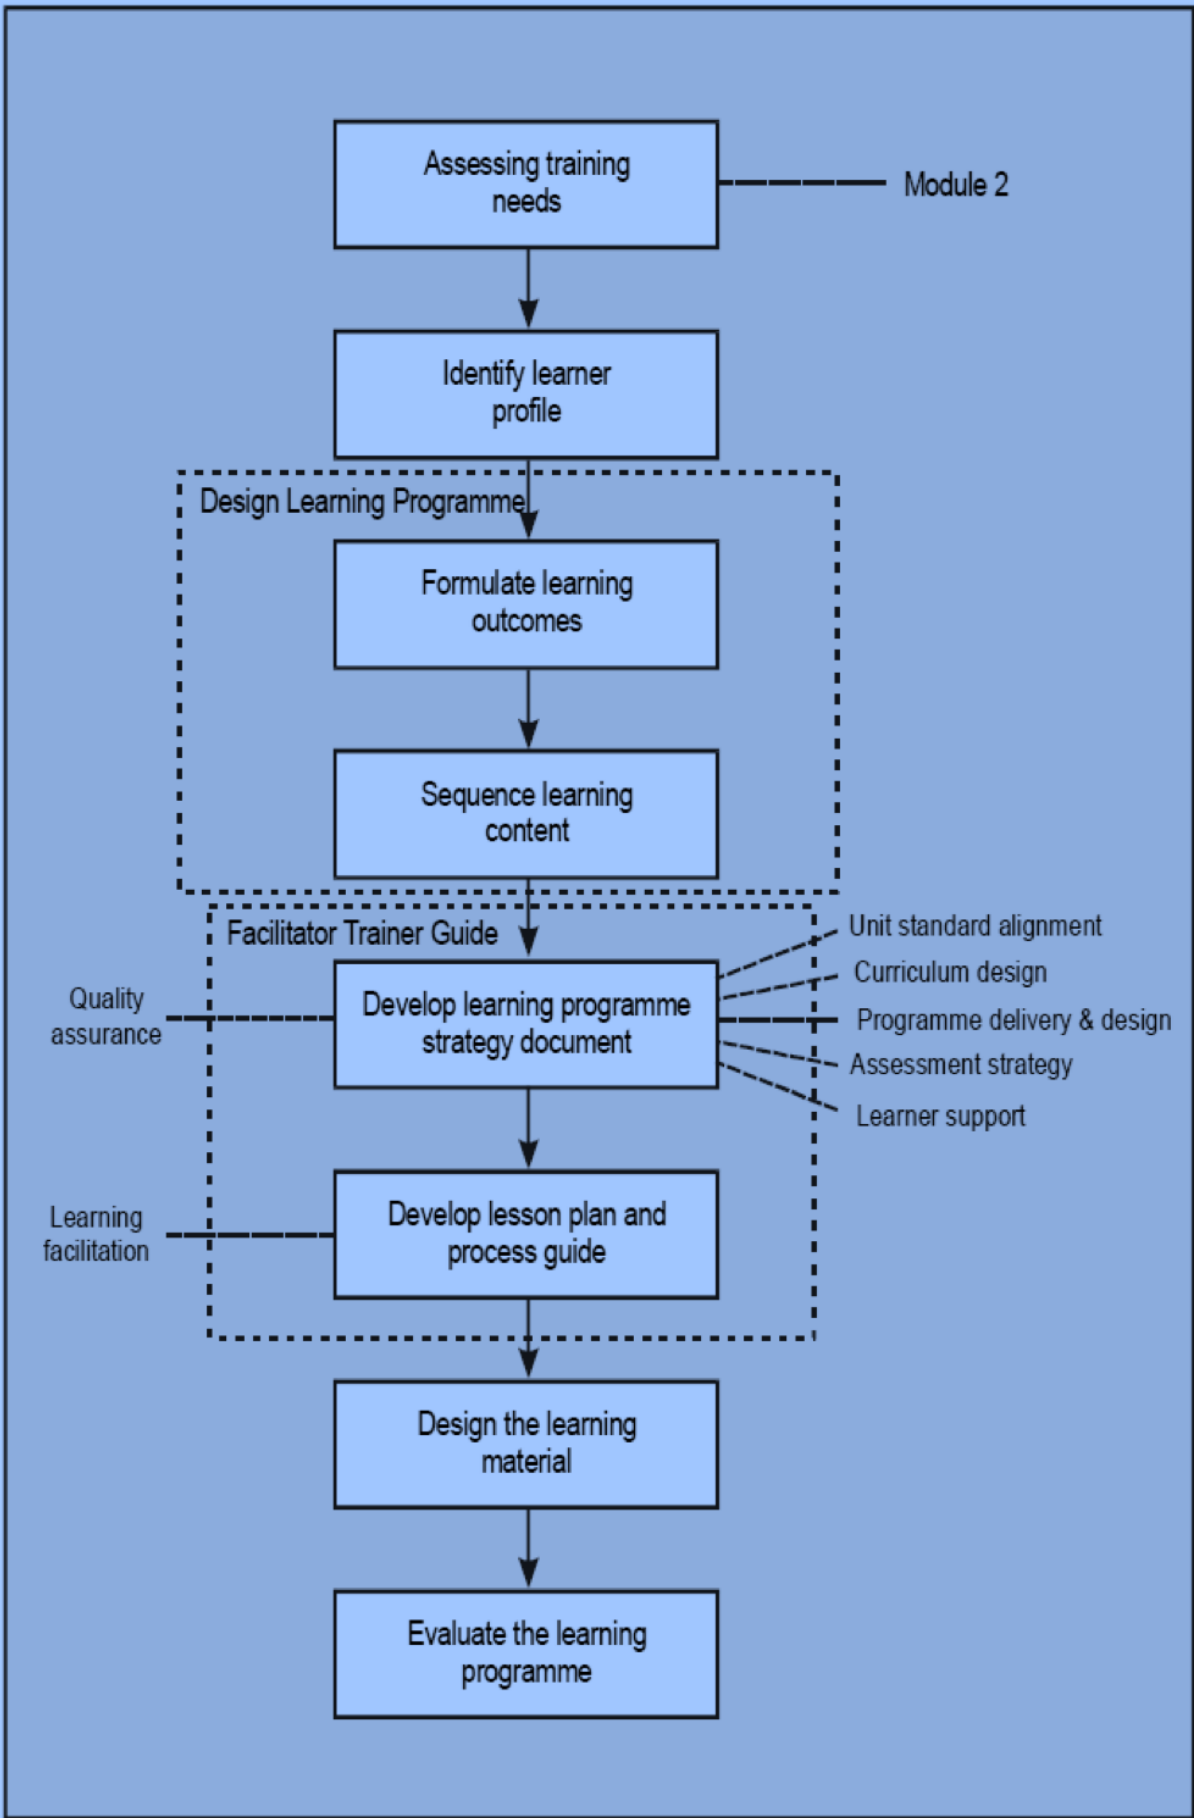 Assessing training
needs
Module 2
Identify learner
profile
Design Learning Programme
Formulate learning
outcomes
Sequence learning
content
Facilitator Trainer Guide
Quality
assurance
Develop learning programme
strategy document
Unit standard alignment
Curriculum design
Programme delivery & design
Assessment strategy
Learner support
Learning
facilitation
Develop lesson plan and
process guide
Design the learning
material
Evaluate the learning
programme